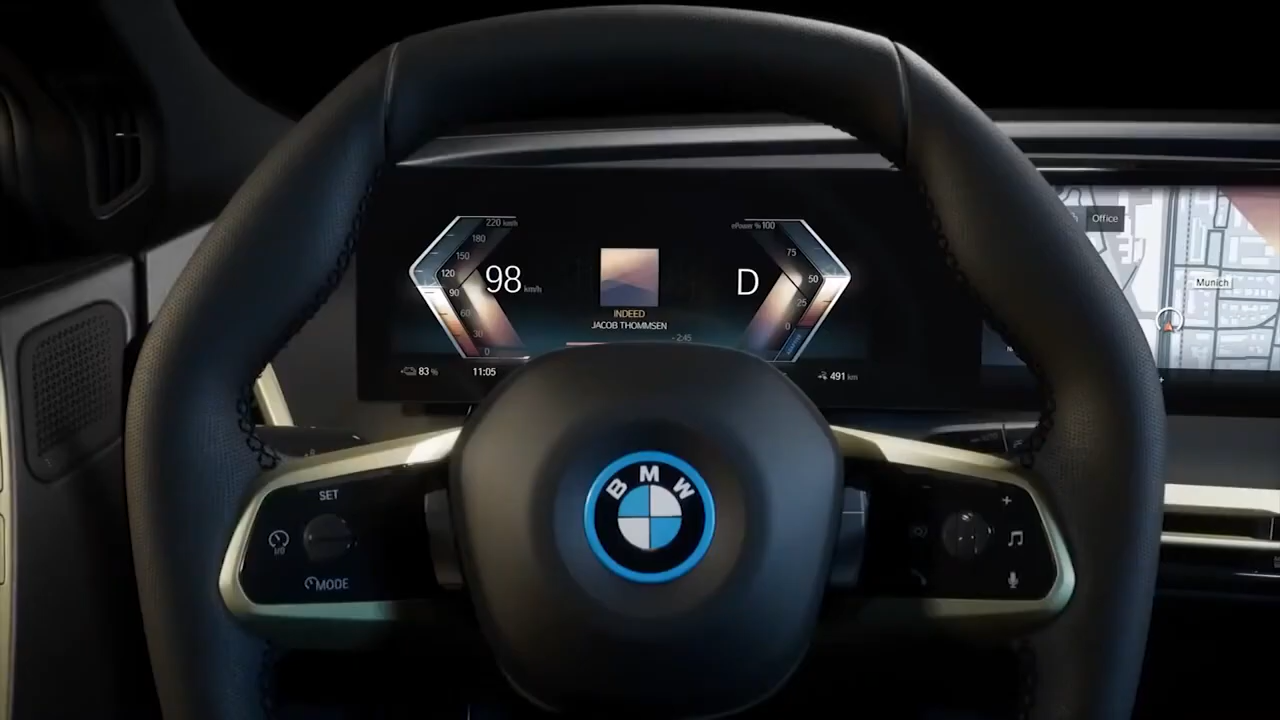 220 km/h
180
150
120
90
60
30
0
98 km/h
INDEED
JACOB THOMMSEN
- 2:45
ePower % 100
75
50
25
0
D
83 %
11:05
491 km
Office
Munich
BMW
SET
I/O
MODE
+